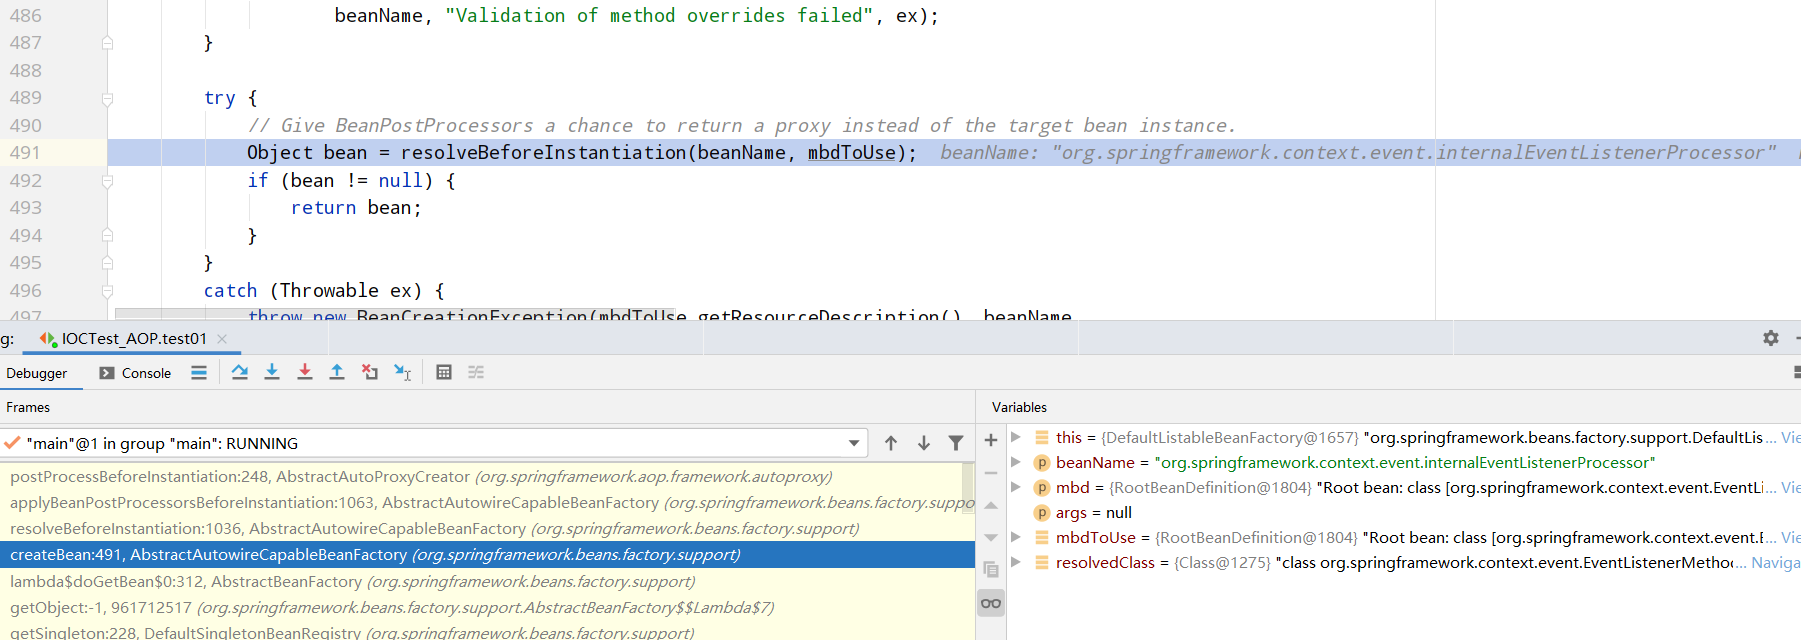 486 beanName, "Validation of method overrides failed", ex);
487 }
488
489 try {
490 // Give BeanPostProcessors a chance to return a proxy instead of the target bean instance.
491 Object bean = resolveBeforeInstantiation(beanName, mbdToUse); beanName: "org.springframework.context.event.internalEventListenerProcessor"
492 if (bean != null) {
493 return bean;
494 }
495 }
496 catch (Throwable ex) {
497 throw new BeanCreationException(mbdToUse.getResourceDescription(), beanName
g: IOCTest_AOP.test01
Debugger Console
Frames
"main"@1 in group "main": RUNNING
postProcessBeforeInstantiation:248, AbstractAutoProxyCreator (org.springframework.aop.framework.autoproxy)
applyBeanPostProcessorsBeforeInstantiation:1063, AbstractAutowireCapableBeanFactory (org.springframework.beans.factory.suppo
resolveBeforeInstantiation:1036, AbstractAutowireCapableBeanFactory (org.springframework.beans.factory.support)
createBean:491, AbstractAutowireCapableBeanFactory (org.springframework.beans.factory.support)
lambda$doGetBean$0:312, AbstractBeanFactory (org.springframework.beans.factory.support)
getObject:-1, 961712517 (org.springframework.beans.factory.support.AbstractBeanFactory$$Lambda$7)
getSingleton:228, DefaultSingletonBeanRegistry (org.springframework.beans.factory.support)
Variables
this = {DefaultListableBeanFactory@1657} "org.springframework.beans.factory.support.DefaultLis... Vie
beanName = "org.springframework.context.event.internalEventListenerProcessor"
mbd = {RootBeanDefinition@1804} "Root bean: class [org.springframework.context.event.EventLi... Vie
args = null
mbdToUse = {RootBeanDefinition@1804} "Root bean: class [org.springframework.context.event.E... Vie
resolvedClass = {Class@1275} "class org.springframework.context.event.EventListenerMetho... Naviga